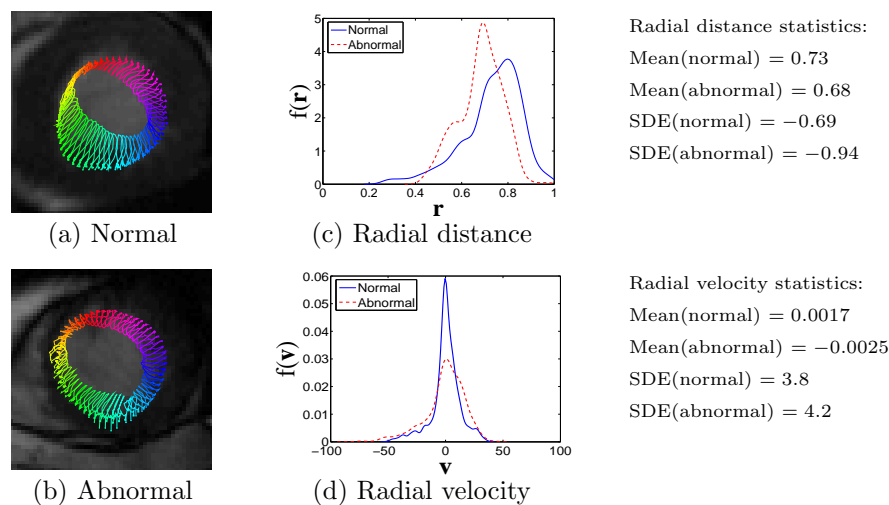 (a) Normal
Normal
Abnormal
f(r)
5
4
3
2
1
0
0 0.2 0.4 0.6 0.8 1
r
(c) Radial distance
Radial distance statistics:
Mean(normal) = 0.73
Mean(abnormal) = 0.68
SDE(normal) = −0.69
SDE(abnormal) = −0.94
(b) Abnormal
Normal
Abnormal
f(v)
0.06
0.05
0.04
0.03
0.02
0.01
0
−100 −50 0 50 100
v
(d) Radial velocity
Radial velocity statistics:
Mean(normal) = 0.0017
Mean(abnormal) = −0.0025
SDE(normal) = 3.8
SDE(abnormal) = 4.2